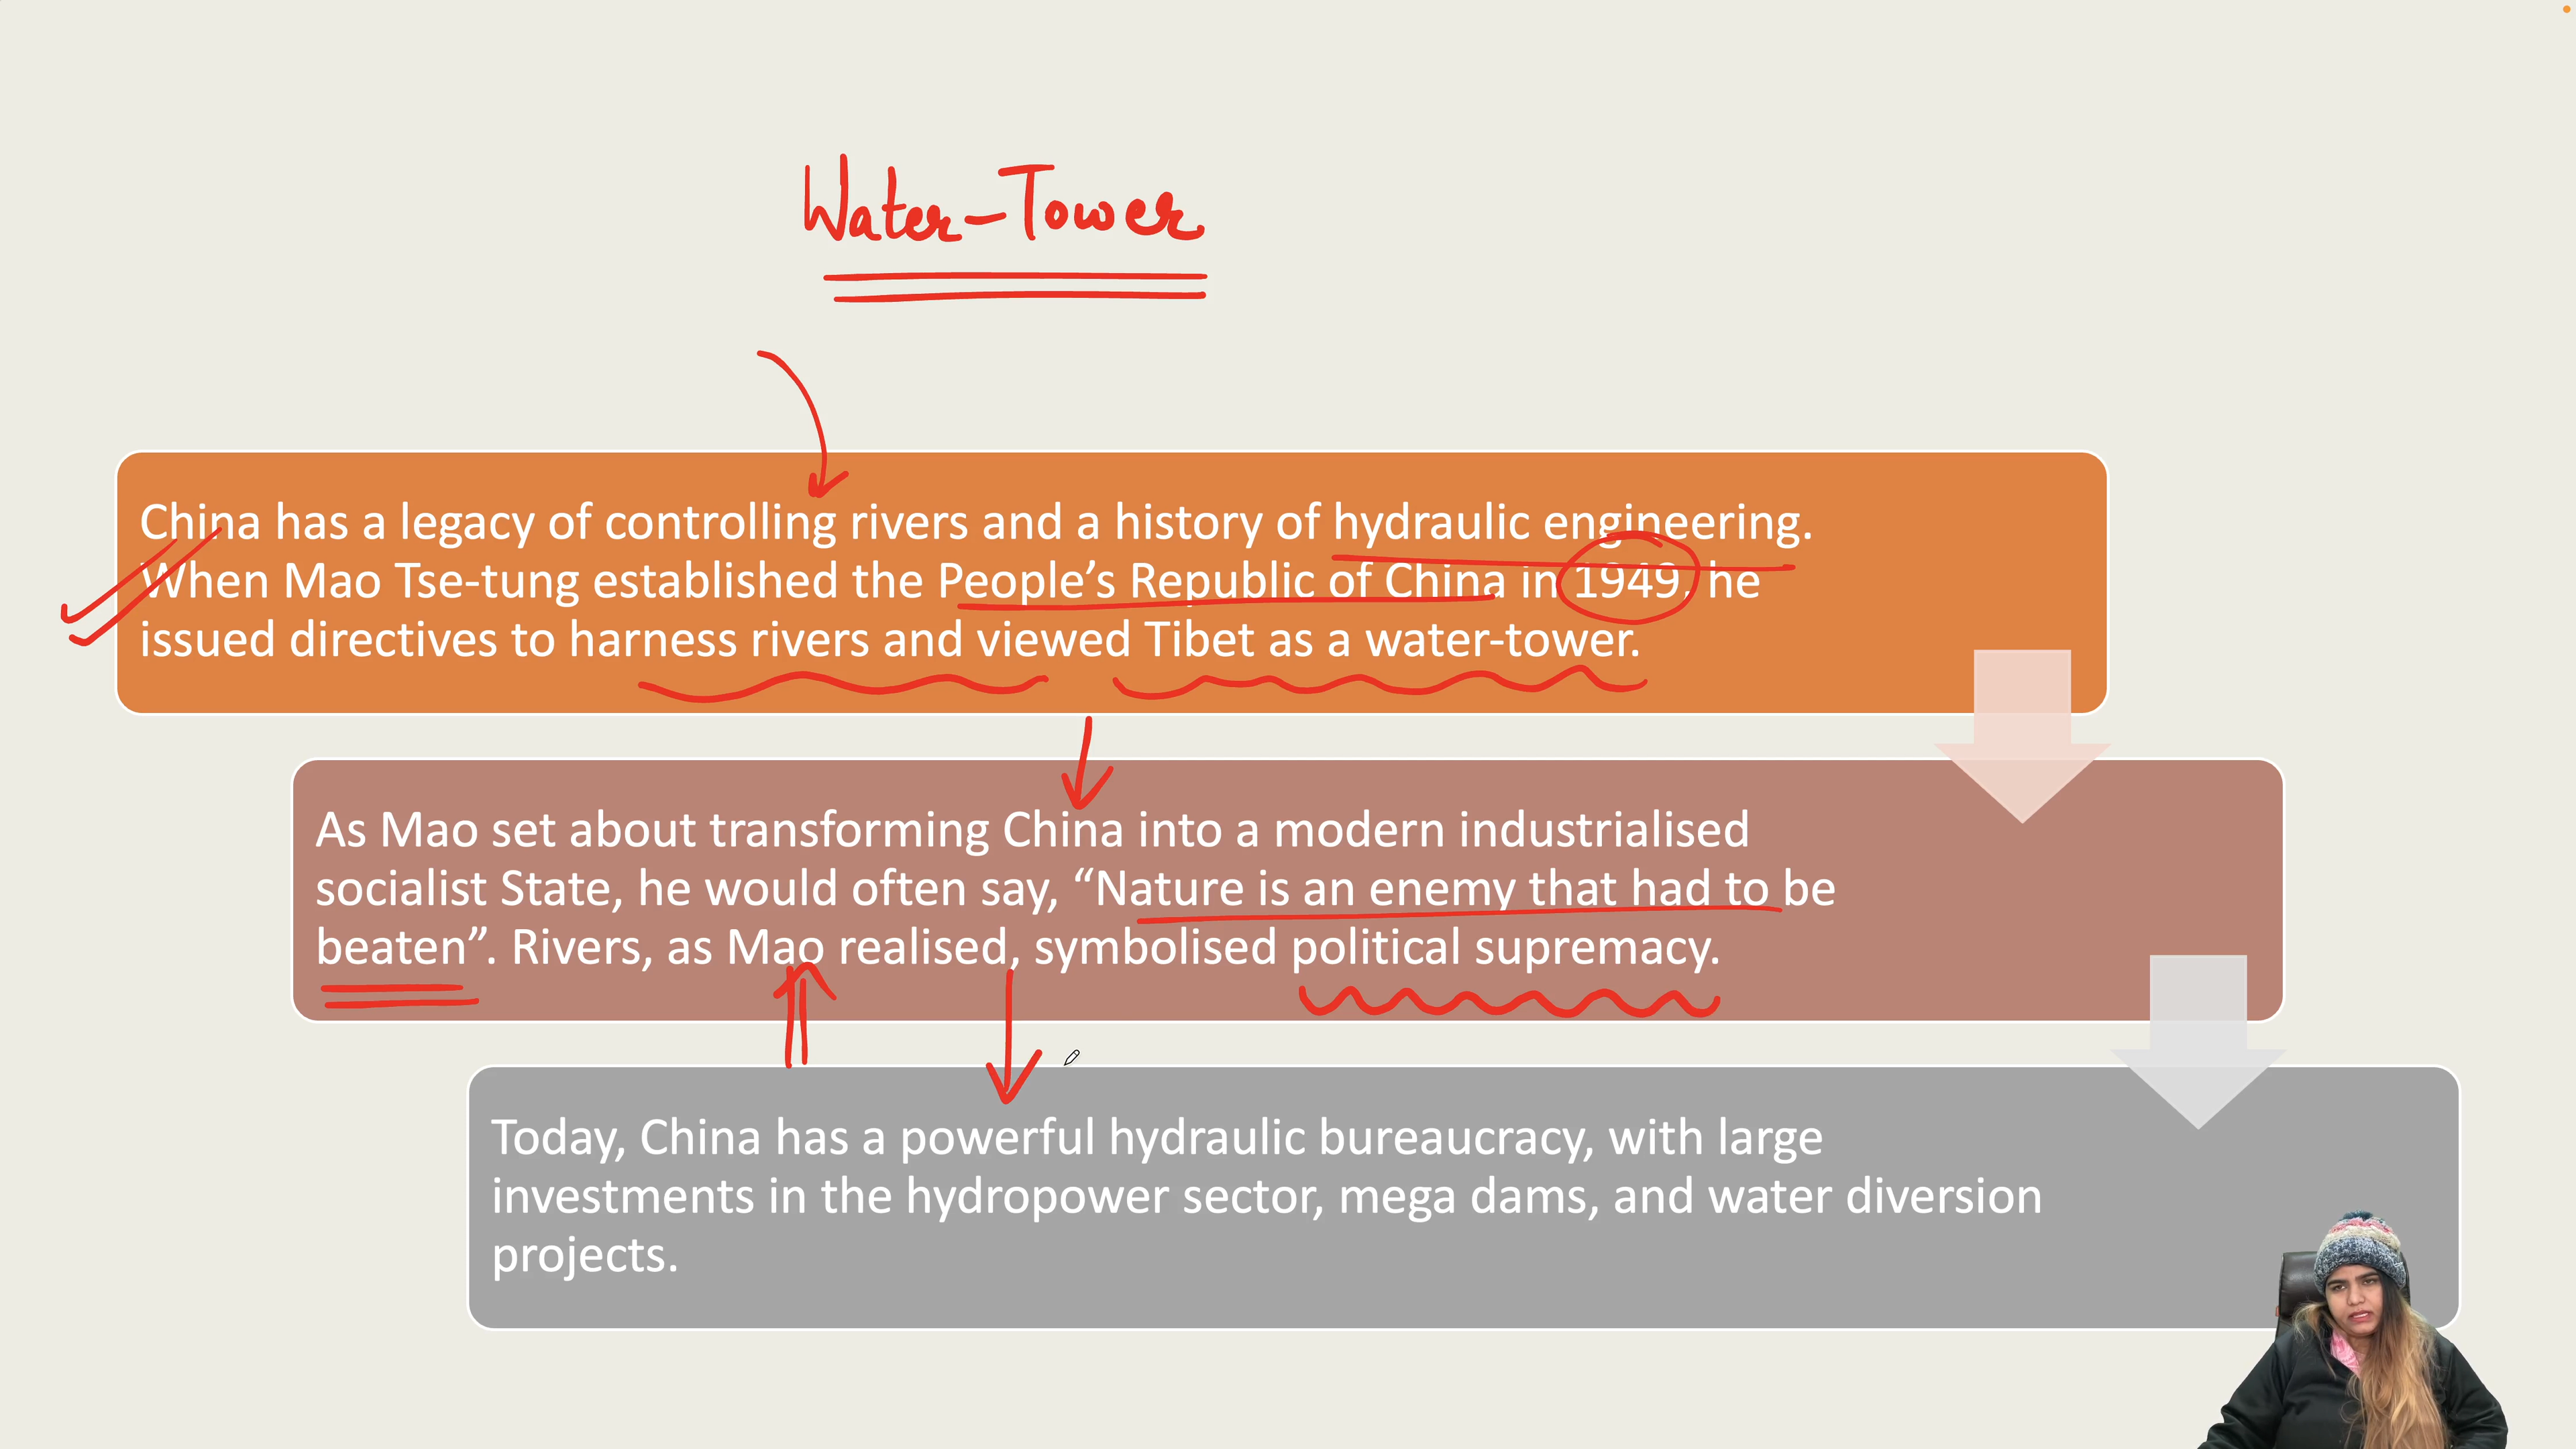 Water-Tower
China has a legacy of controlling rivers and a history of hydraulic engineering.
When Mao Tse-tung established the People’s Republic of China in 1949, he
issued directives to harness rivers and viewed Tibet as a water-tower.
As Mao set about transforming China into a modern industrialised
socialist State, he would often say, “Nature is an enemy that had to be
beaten”. Rivers, as Mao realised, symbolised political supremacy.
Today, China has a powerful hydraulic bureaucracy, with large
investments in the hydropower sector, mega dams, and water diversion
projects.